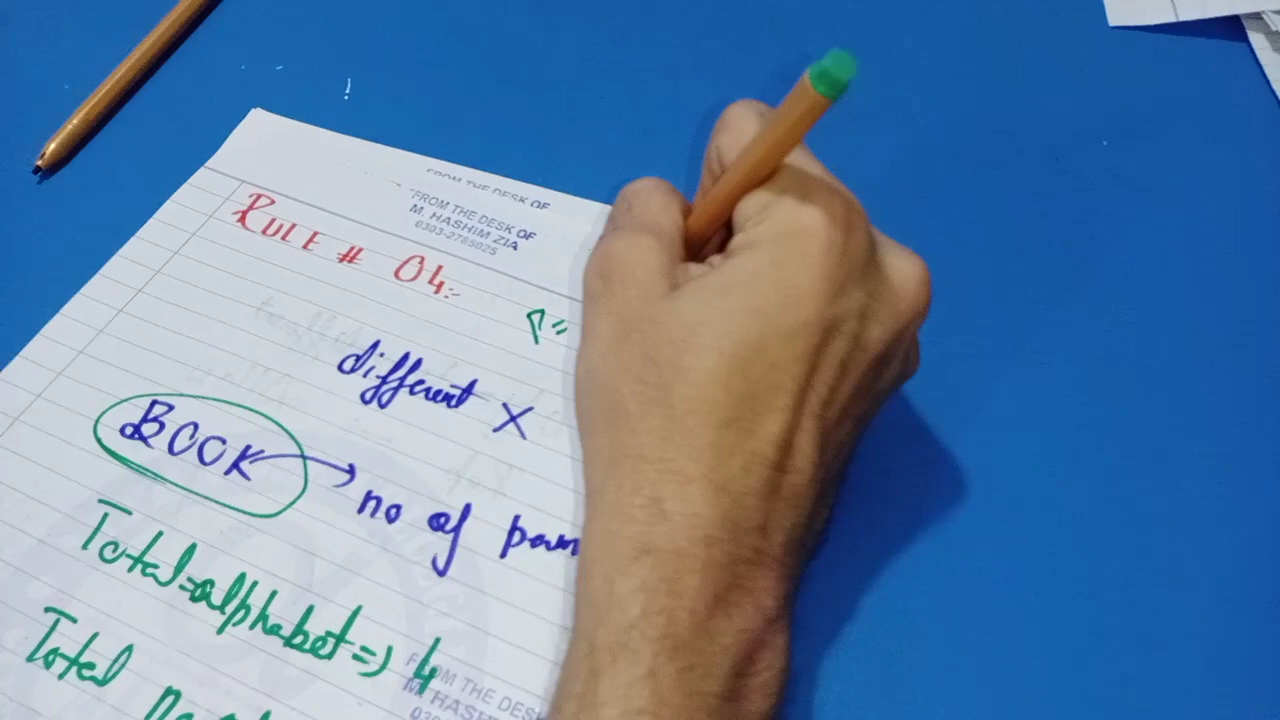 FROM THE DESK OF
FROM THE DESK OF
M. HASHIM ZIA
0303-2785025
RULE # 04:-
P=
different X
BOOK → no of
Total=alphabet=> 4
Total
FROM THE DESK OF
M. HASHIM